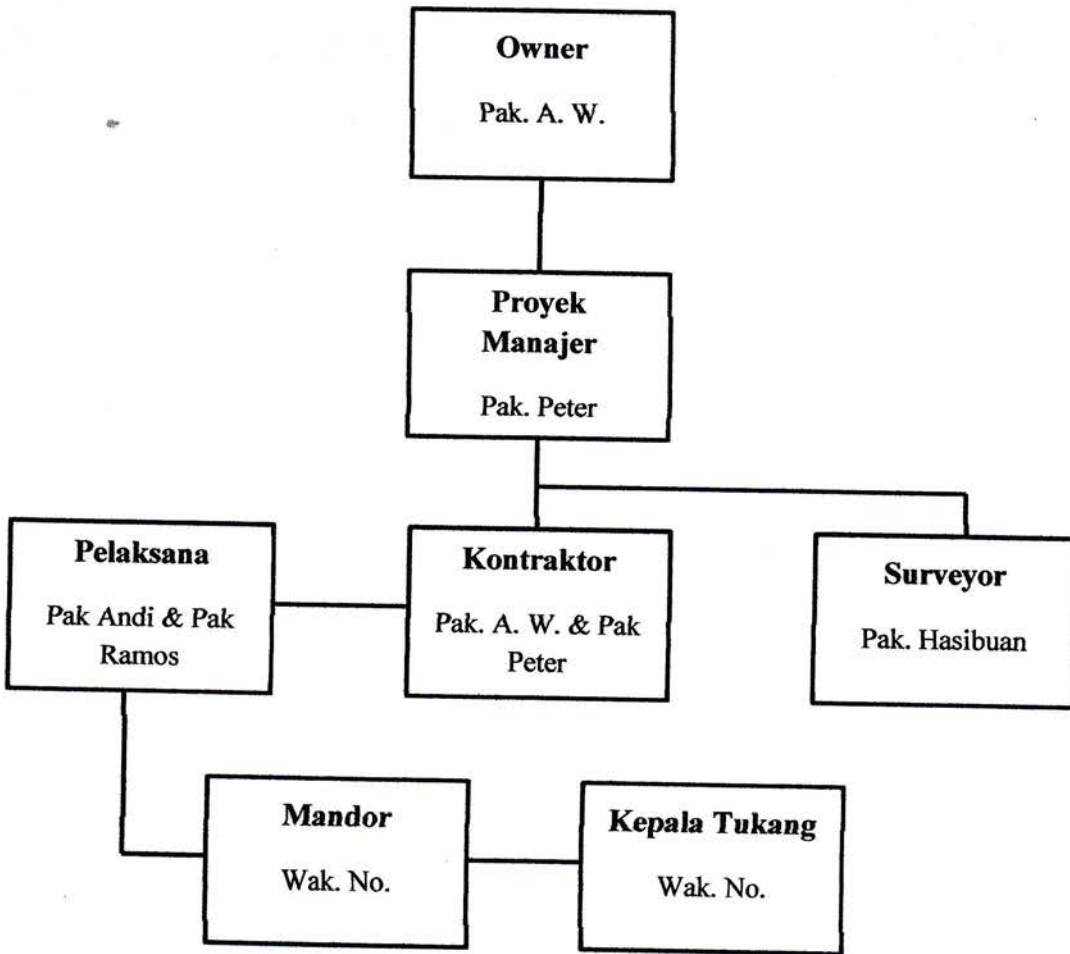 Owner
Pak. A. W.
Proyek
Manajer
Pak. Peter
Pelaksana
Pak Andi & Pak
Ramos
Kontraktor
Pak. A. W. & Pak
Peter
Surveyor
Pak. Hasibuan
Mandor
Wak. No.
Kepala Tukang
Wak. No.